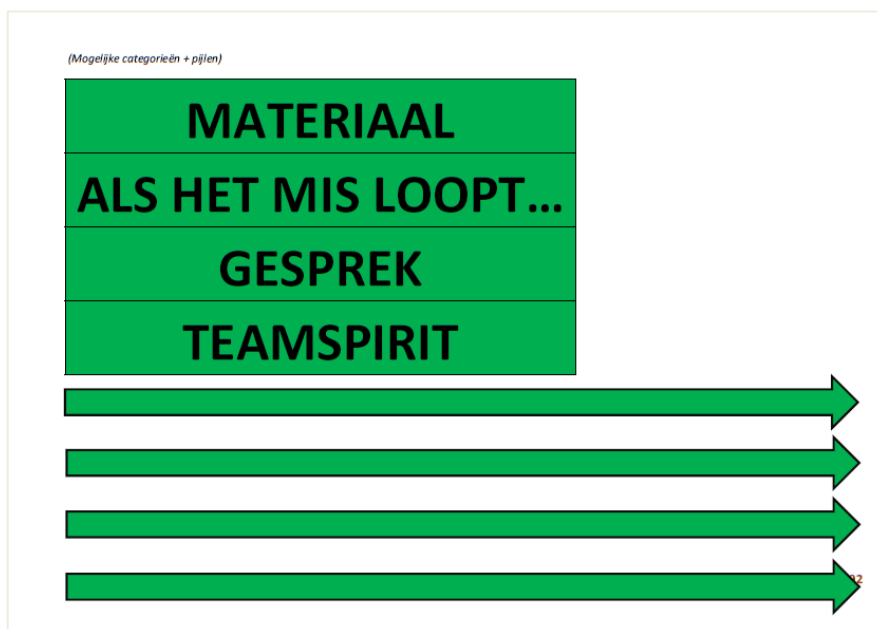 (Mogelijke categorieën + pijlen)
MATERIAAL
ALS HET MIS LOOPT...
GESPREK
TEAMSPIRIT